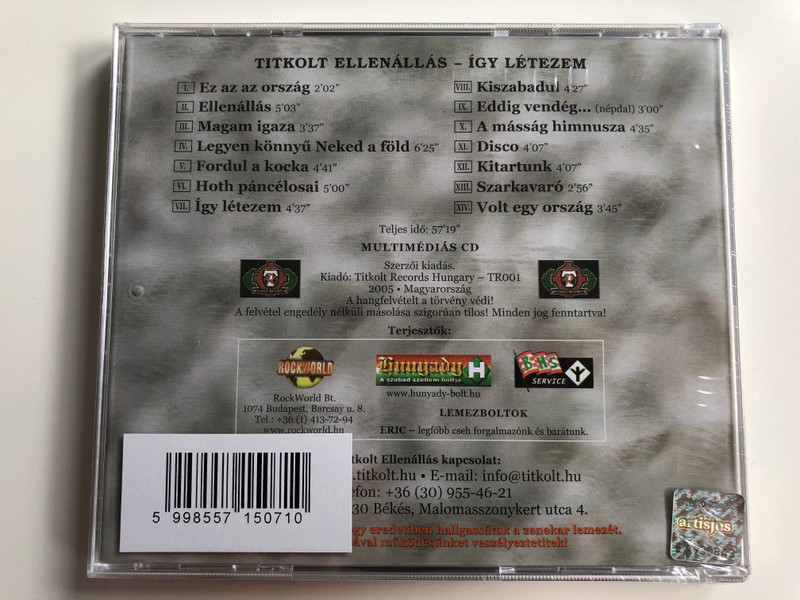 TITKOLT ELLENÁLLÁS – ÍGY LÉTEZEM
I. Ez az az ország 2'02"
II. Ellenállás 5'03"
III. Magam igaza 3'37"
IV. Legyen könnyű Neked a föld 6'25"
V. Fordul a kocka 4'41"
VI. Hoth páncélosai 5'00"
VII. Így létezem 4'37"
VIII. Kiszabadul 4'27"
IX. Eddig vendég... (népdal) 3'00"
X. A másság himnusza 4'35"
XI. Disco 4'07"
XII. Kitartunk 4'07"
XIII. Szarkavaró 2'56"
XIV. Volt egy ország 3'45"
Teljes idő: 57'19"
MULTIMÉDIÁS CD
Szerzői kiadás.
Kiadó: Titkolt Records Hungary – TR001
2005 • Magyarország
A hangfelvételt a törvény védi!
A felvétel engedély nélküli másolása szigorúan tilos! Minden jog fenntartva!
Terjesztők:
ROCKWORLD
RockWorld Bt.
1074 Budapest, Barcsay u. 8.
Tel.: +36 (1) 413-72-94
www.rockworld.hu
Hunyady H
A szabad szellem boltja
www.hunyady-bolt.hu
B.H.S
SERVICE
LEMEZBOLTOK
ERIC – legfőbb cseh forgalmazónk és barátunk.
tkolt Ellenállás kapcsolat:
.titkolt.hu • E-mail: info@titkolt.hu
efon: +36 (30) 955-46-21
30 Békés, Malomasszonykert utca 4.
gy eredetiben hallgassátok a zenekar lemezét.
ával működésünket veszélyeztetitek!
5 998557 150710
artisjus